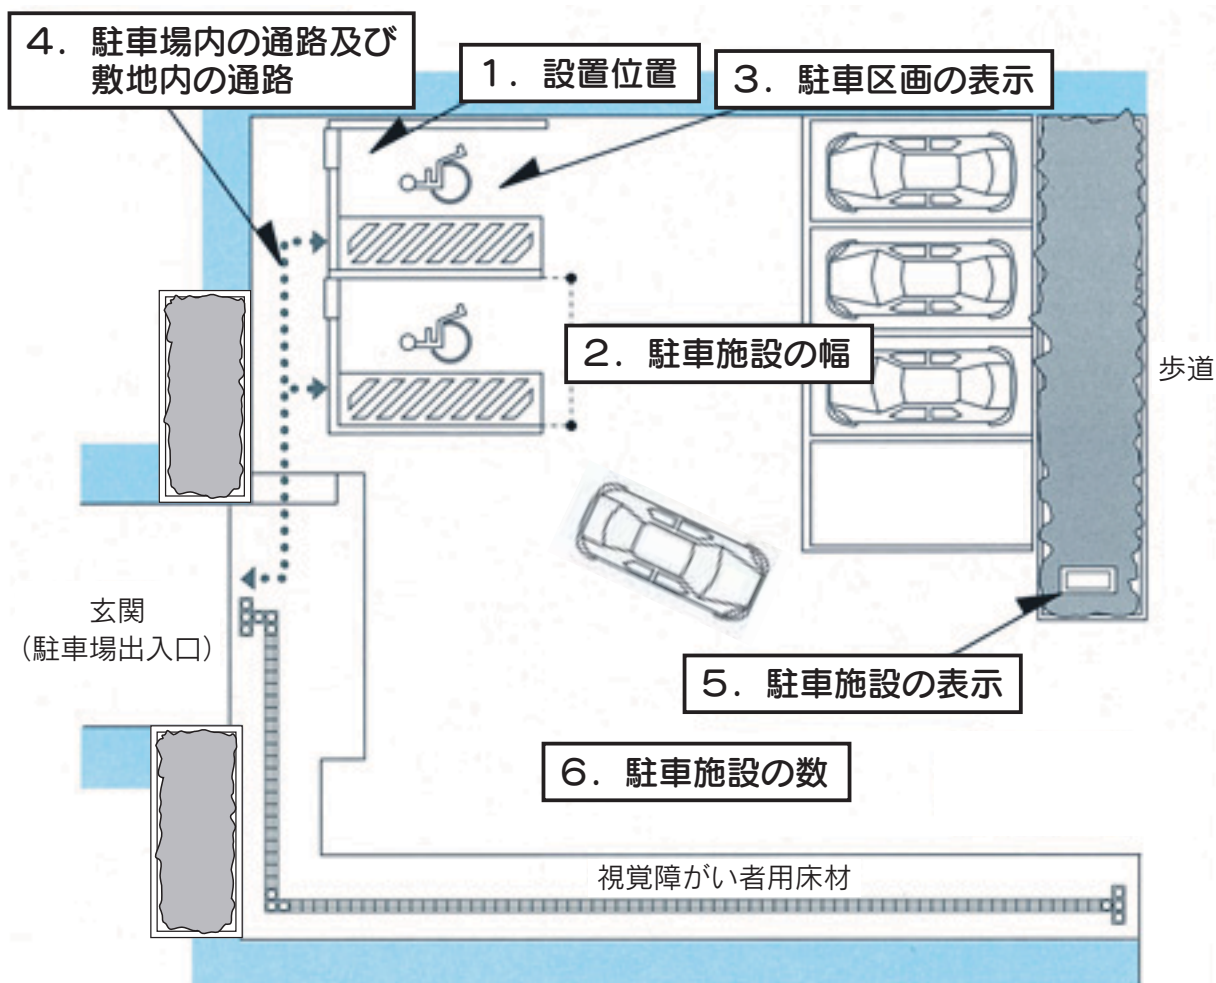 4．駐車場内の通路及び
敷地内の通路
1．設置位置
3．駐車区画の表示
2．駐車施設の幅
歩道
玄関
（駐車場出入口）
5．駐車施設の表示
6．駐車施設の数
視覚障がい者用床材